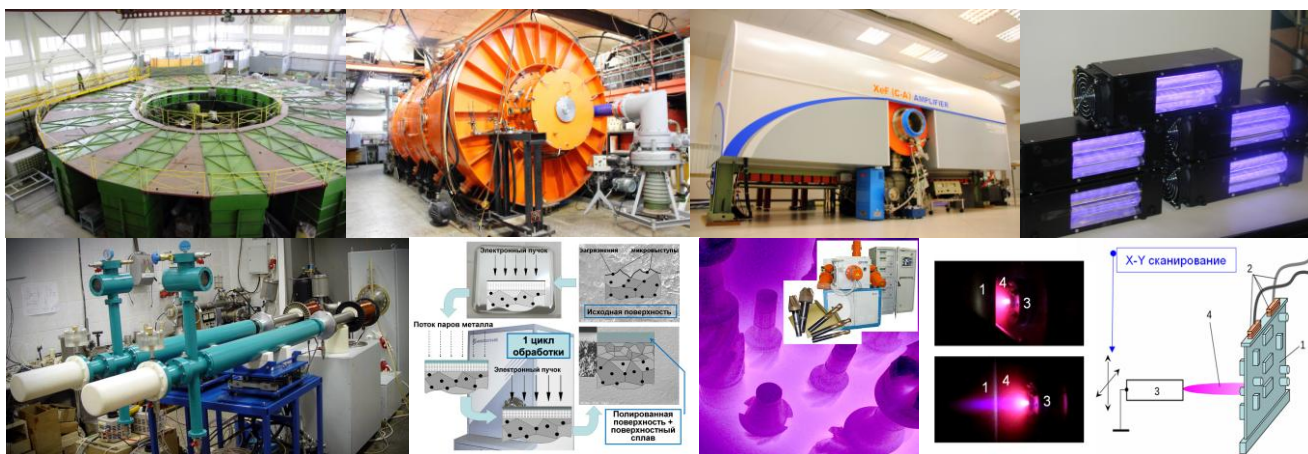 XeF (C-A) AMPLIFIER
Электронный пучок
загрязнения микровыступы
Исходная поверхность
Поток паров металла
1 цикл
обработки
Электронный пучок
Полированная
поверхность +
поверхностный
сплав
1
4
3
1
4
3
X-Y сканирование
2
4
3
1